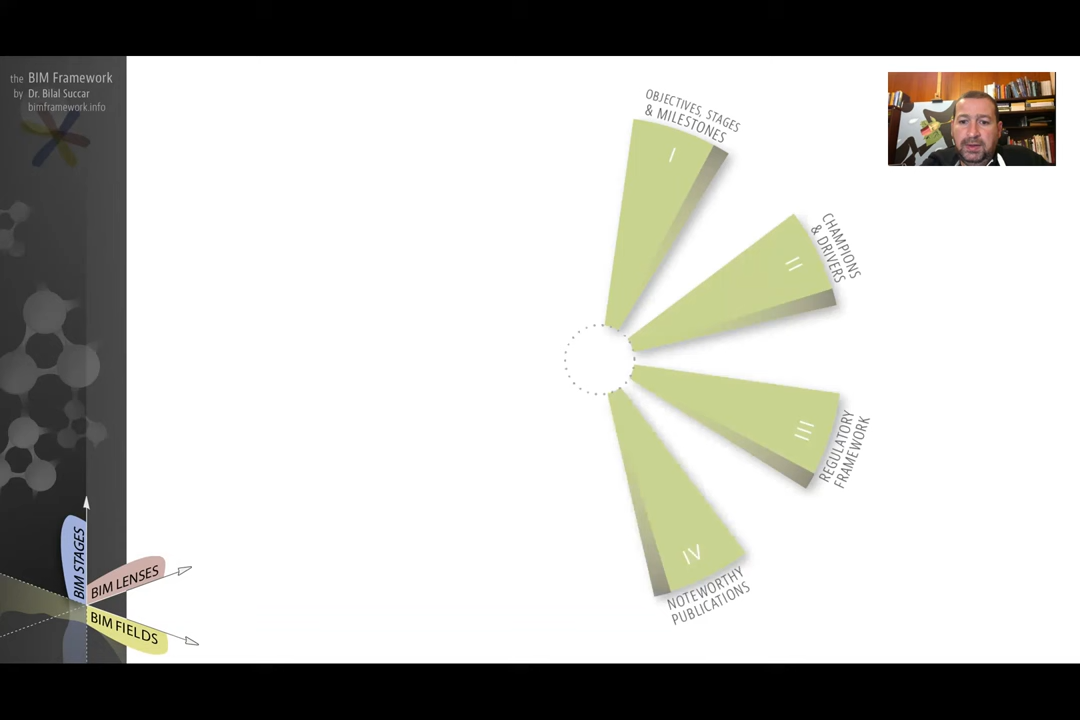 the BIM Framework
by Dr. Bilal Succar
bimframework.info
OBJECTIVES, STAGES
& MILESTONES
I
CHAMPIONS
& DRIVERS
II
REGULATORY
FRAMEWORK
III
NOTEWORTHY
PUBLICATIONS
IV
BIM STAGES
BIM LENSES
BIM FIELDS